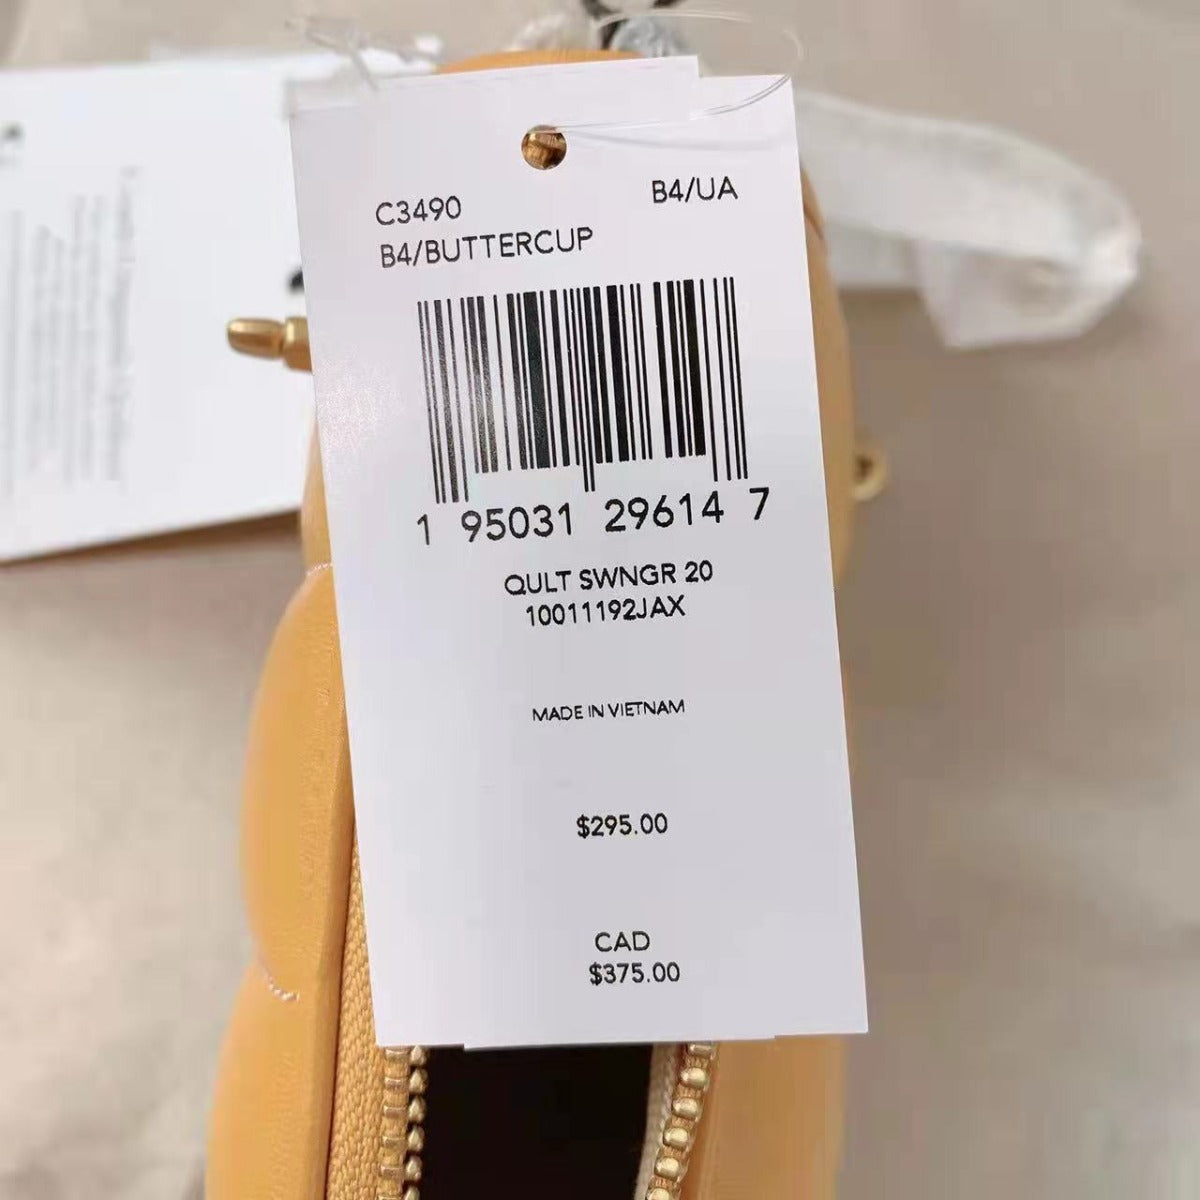 C3490 B4/UA
B4/BUTTERCUP
1 95031 29614 7
QULT SWNGR 20
10011192JAX
MADE IN VIETNAM
$295.00
CAD
$375.00